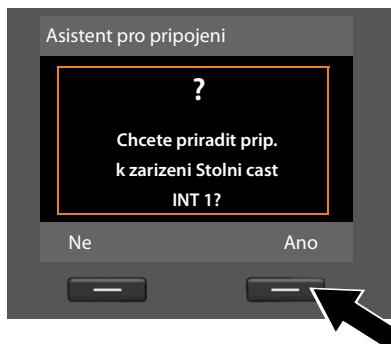 Asistent pro pripojeni
?
Chcete priradit prip.
k zarizeni Stolni cast
INT 1?
Ne Ano